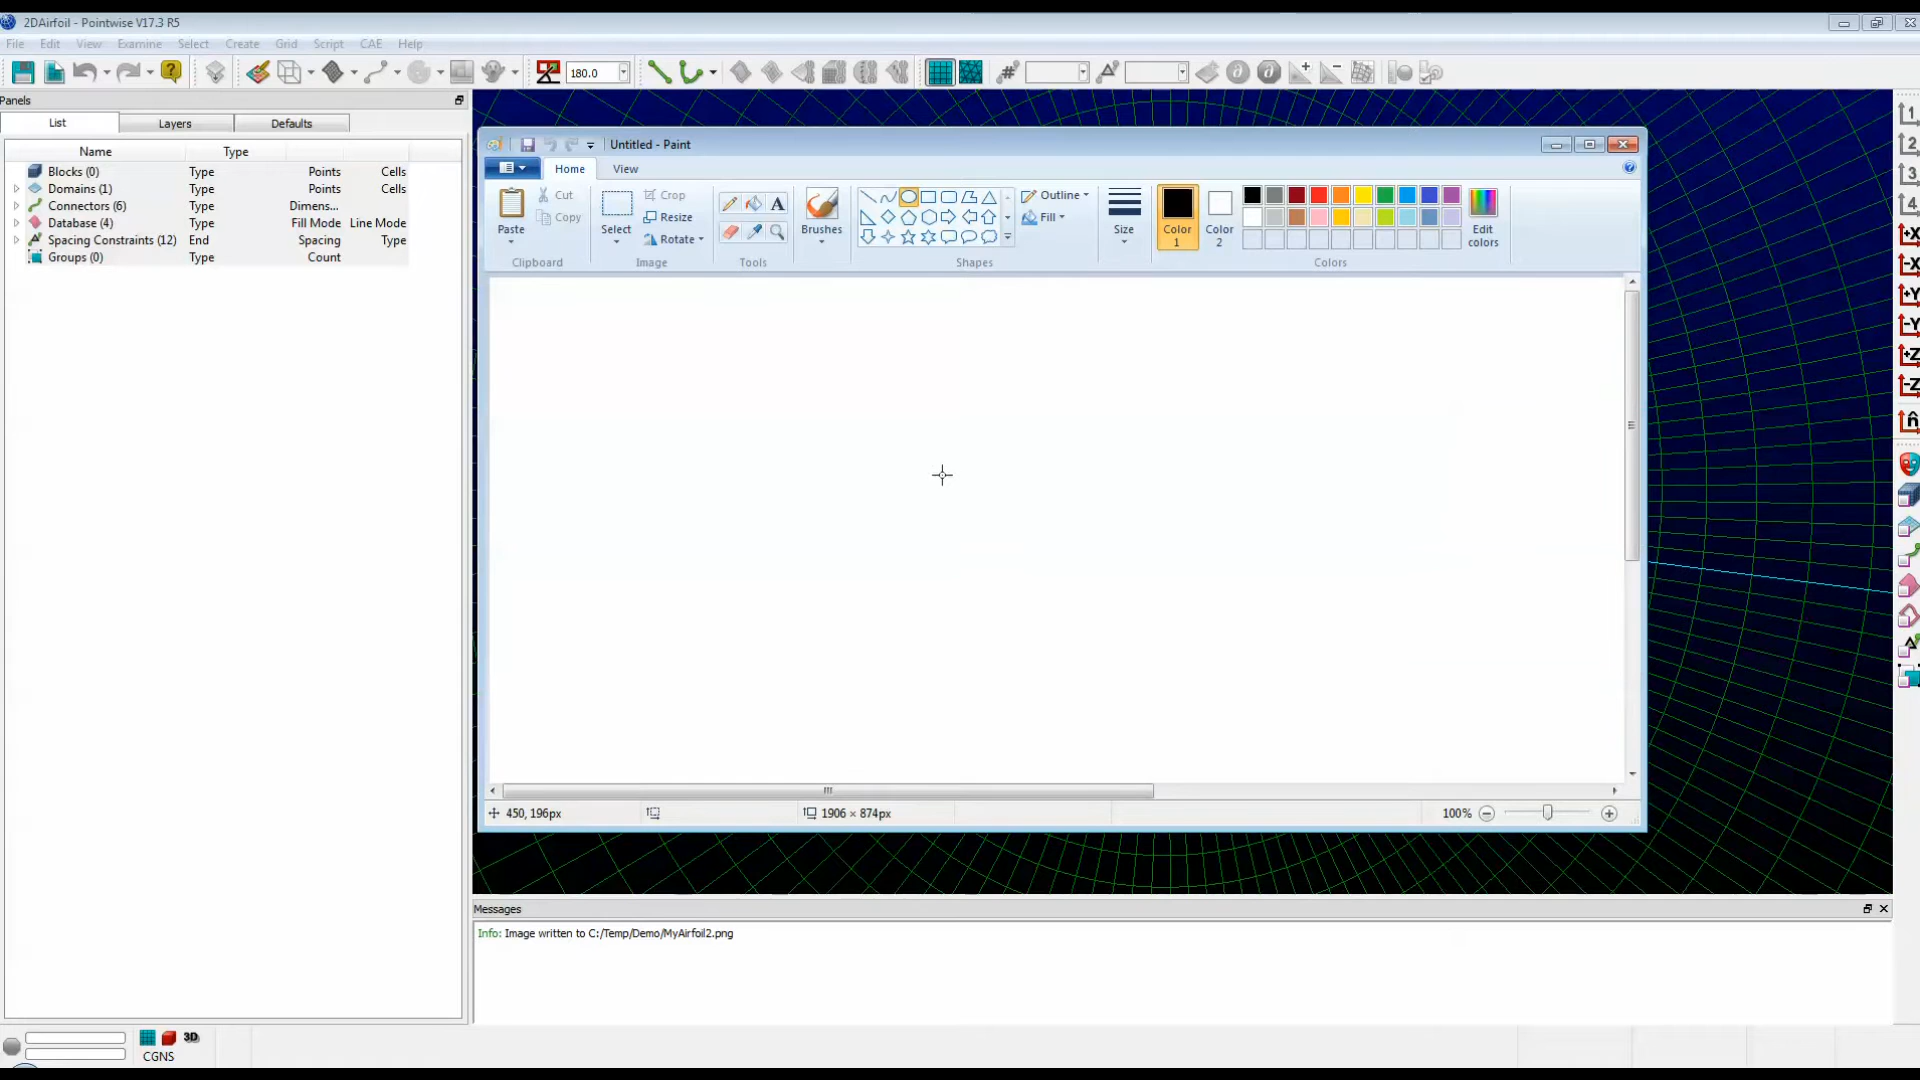 2DAirfoil - Pointwise V17.3 R5
File Edit View Examine Select Create Grid Script CAE Help
180.0
Panels
List Layers Defaults
Name Type
Blocks (0) Type Points Cells
Domains (1) Type Points Cells
Connectors (6) Type Dimens...
Database (4) Type Fill Mode Line Mode
Spacing Constraints (12) End Spacing Type
Groups (0) Type Count
Untitled - Paint
Home View
Paste Cut Copy
Clipboard
Select Crop Resize Rotate
Image
A
Tools
Brushes
Shapes
Outline Fill
Size
Color 1
Color 2
Edit colors
Colors
450, 196px
1906 × 874px
100%
1
2
3
4
+X
-X
+Y
-Y
+Z
-Z
n̂
Messages
Info: Image written to C:/Temp/Demo/MyAirfoil2.png
3D
CGNS